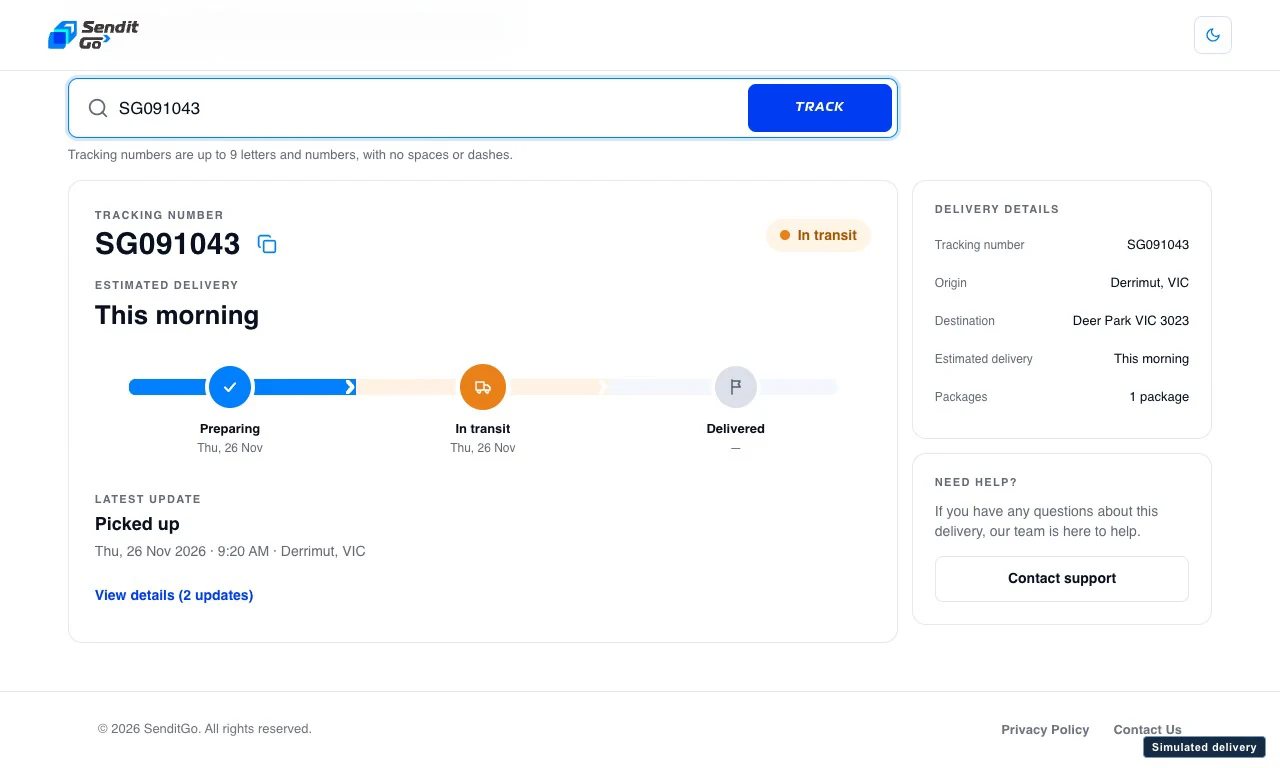 Sendit
Go
SG091043
TRACK
Tracking numbers are up to 9 letters and numbers, with no spaces or dashes.
TRACKING NUMBER
SG091043
In transit
ESTIMATED DELIVERY
This morning
Preparing
Thu, 26 Nov
In transit
Thu, 26 Nov
Delivered
—
LATEST UPDATE
Picked up
Thu, 26 Nov 2026 · 9:20 AM · Derrimut, VIC
View details (2 updates)
DELIVERY DETAILS
Tracking number SG091043
Origin Derrimut, VIC
Destination Deer Park VIC 3023
Estimated delivery This morning
Packages 1 package
NEED HELP?
If you have any questions about this
delivery, our team is here to help.
Contact support
© 2026 SenditGo. All rights reserved.
Privacy Policy Contact Us
Simulated delivery